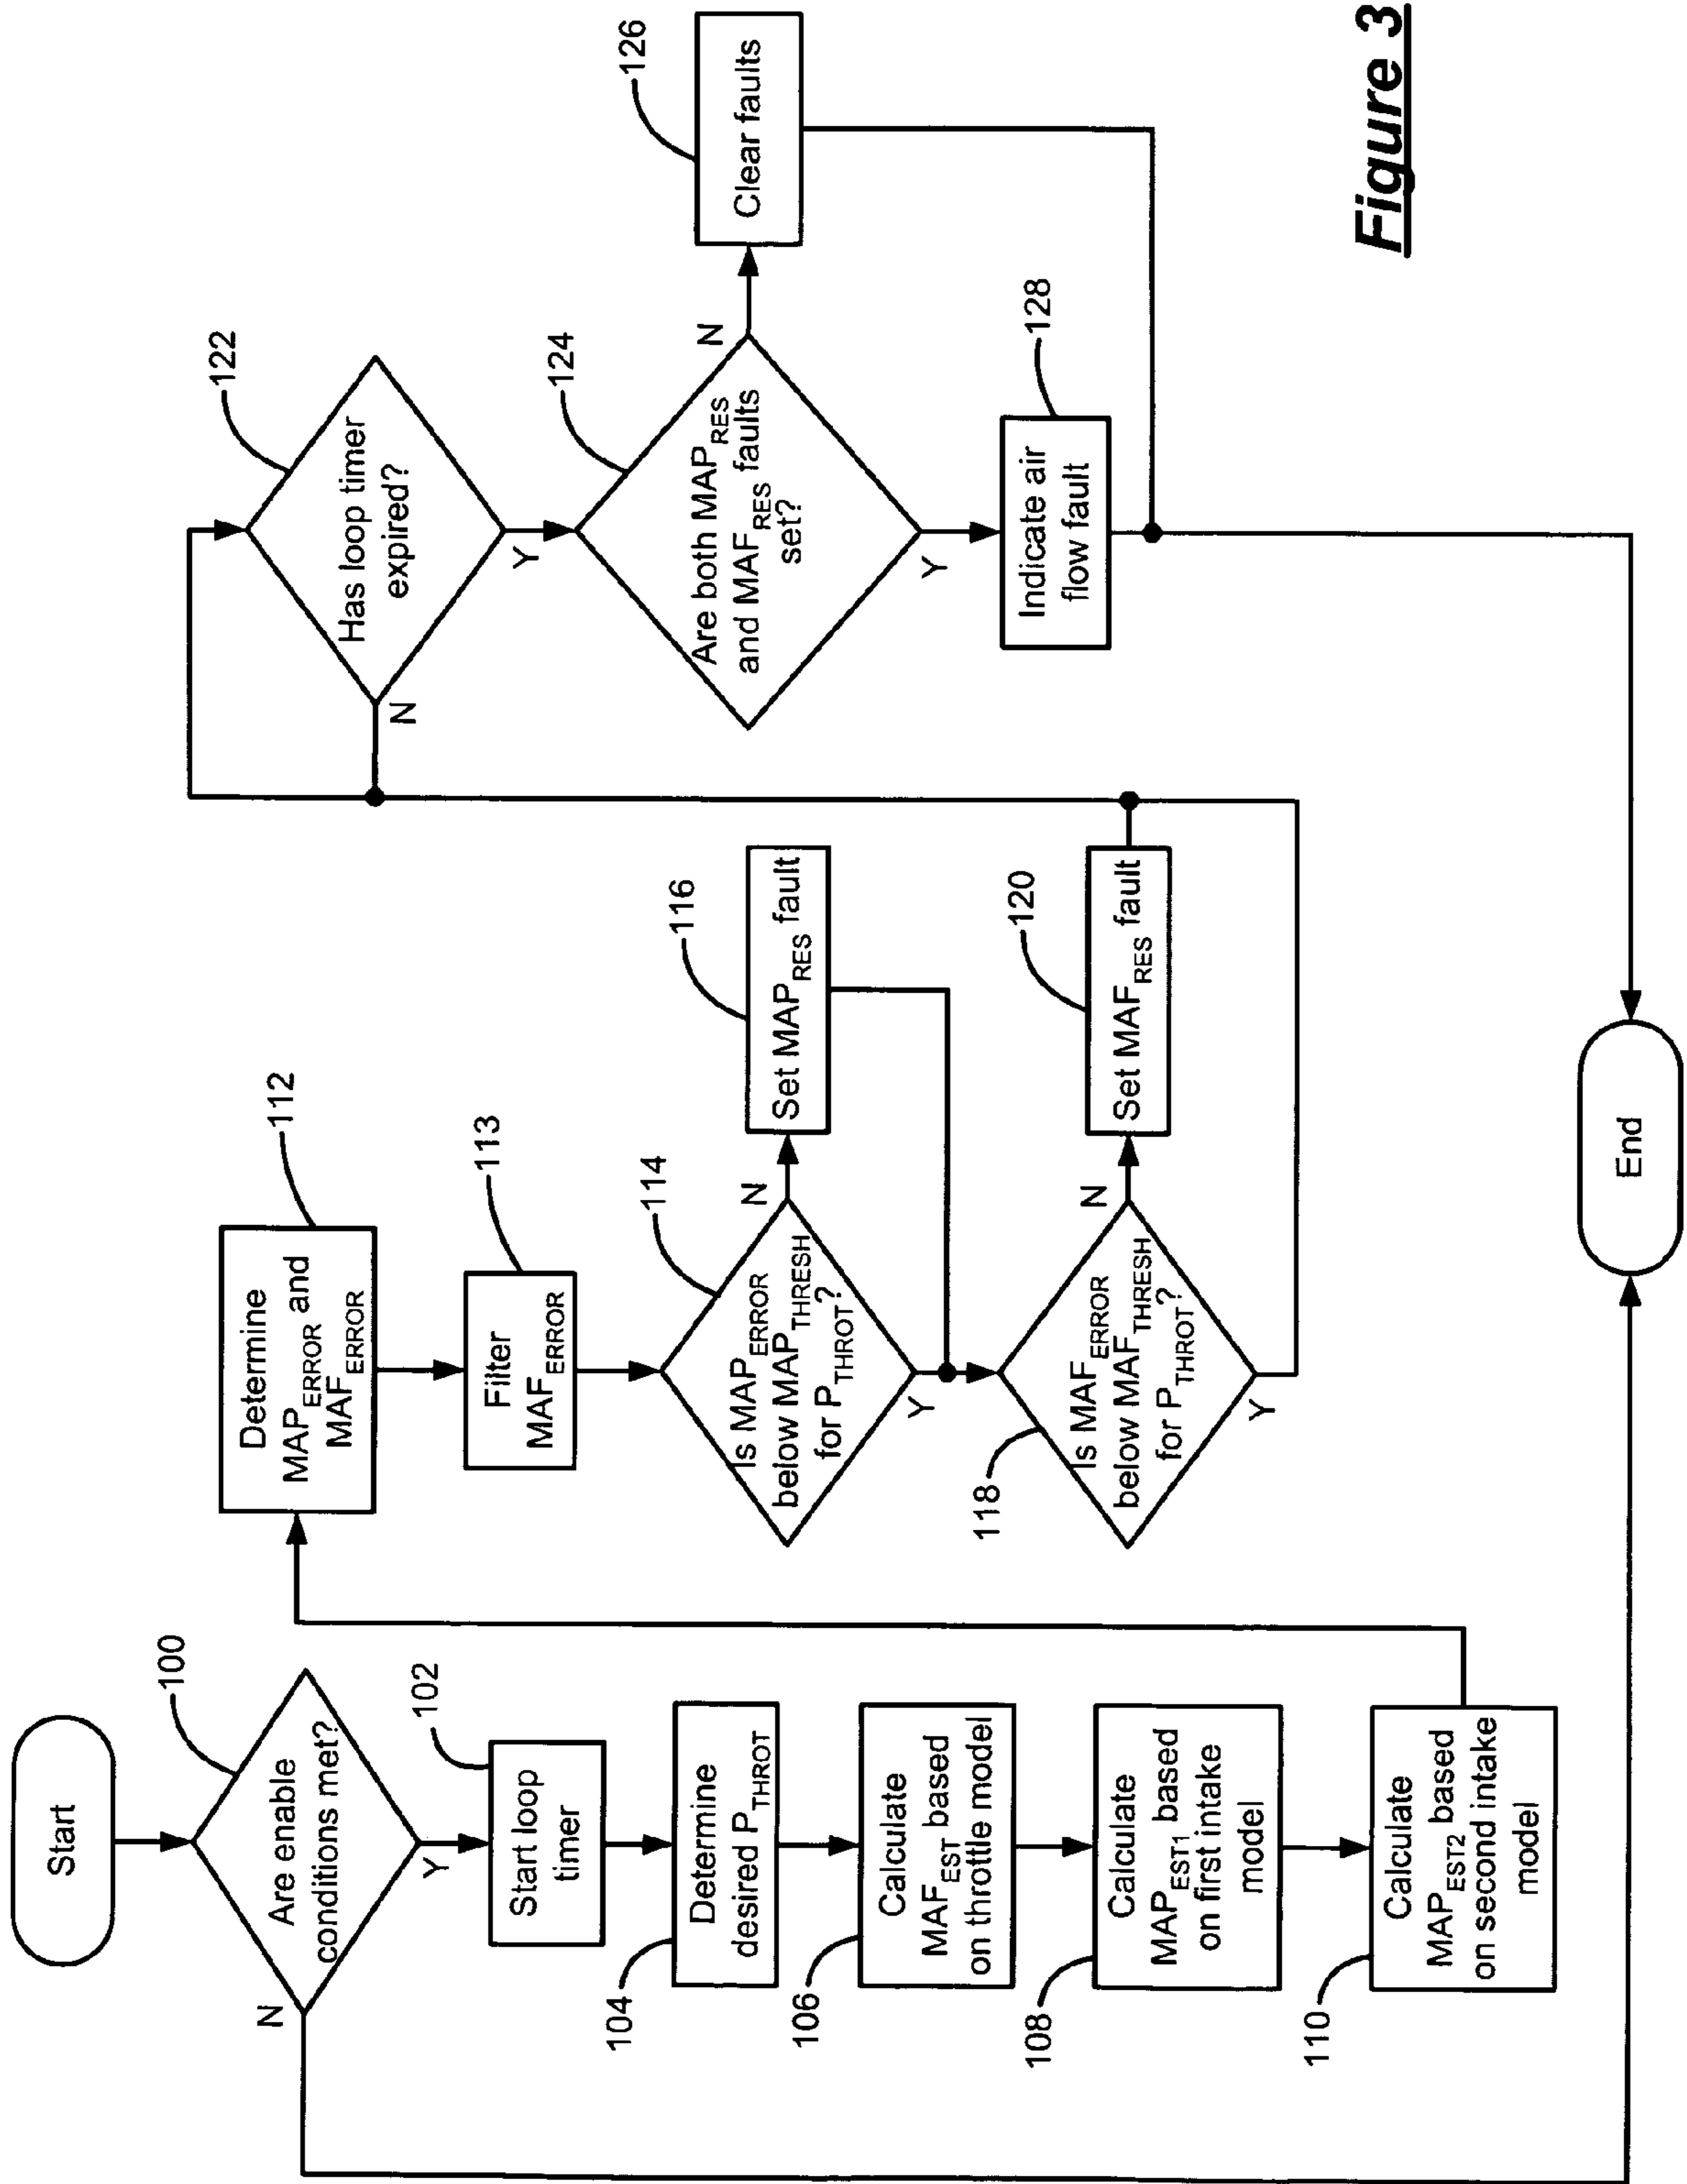 Start
100
Are enable
conditions met?
N
Y
102
Start loop
timer
104
Determine
desired P_THROT
106
Calculate
MAF_EST based
on throttle model
108
Calculate
MAP_EST1 based
on first intake
model
110
Calculate
MAP_EST2 based
on second intake
model
112
Determine
MAP_ERROR and
MAF_ERROR
113
Filter
MAF_ERROR
114
Is MAP_ERROR
below MAP_THRESH
for P_THROT?
N
Y
116
Set MAP_RES fault
118
Is MAF_ERROR
below MAF_THRESH
for P_THROT?
N
Y
120
Set MAF_RES fault
122
Has loop timer
expired?
N
Y
124
Are both MAP_RES
and MAF_RES faults
set?
N
Y
126
Clear faults
128
Indicate air
flow fault
End
Figure 3